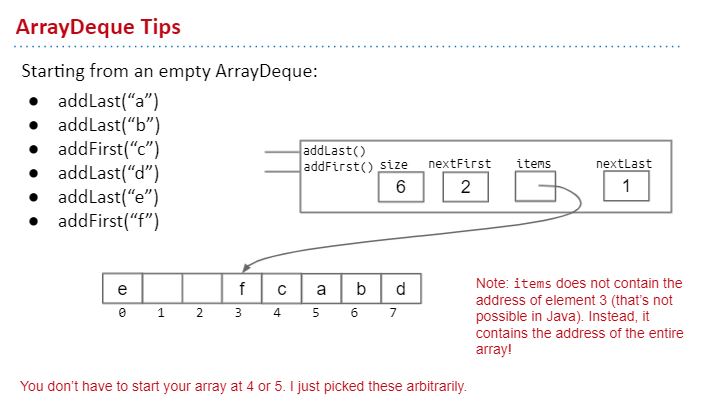 ArrayDeque Tips
Starting from an empty ArrayDeque:
● addLast(“a”)
● addLast(“b”)
● addFirst(“c”)
● addLast(“d”)
● addLast(“e”)
● addFirst(“f”)
addLast()
addFirst() size nextFirst items nextLast
6 2 1
e f c a b d
0 1 2 3 4 5 6 7
Note: items does not contain the
address of element 3 (that’s not
possible in Java). Instead, it
contains the address of the entire
array!
You don’t have to start your array at 4 or 5. I just picked these arbitrarily.